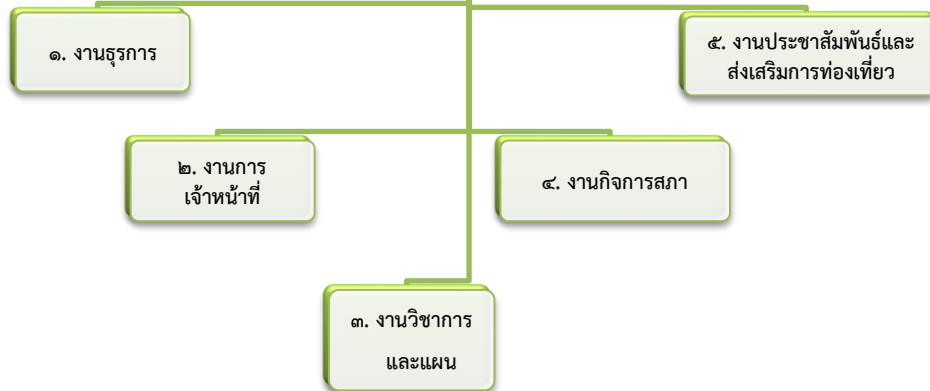 ๑. งานธุรการ
๕. งานประชาสัมพันธ์และ
ส่งเสริมการท่องเที่ยว
๒. งานการ
เจ้าหน้าที่
๔. งานกิจการสภา
๓. งานวิชาการ
และแผน